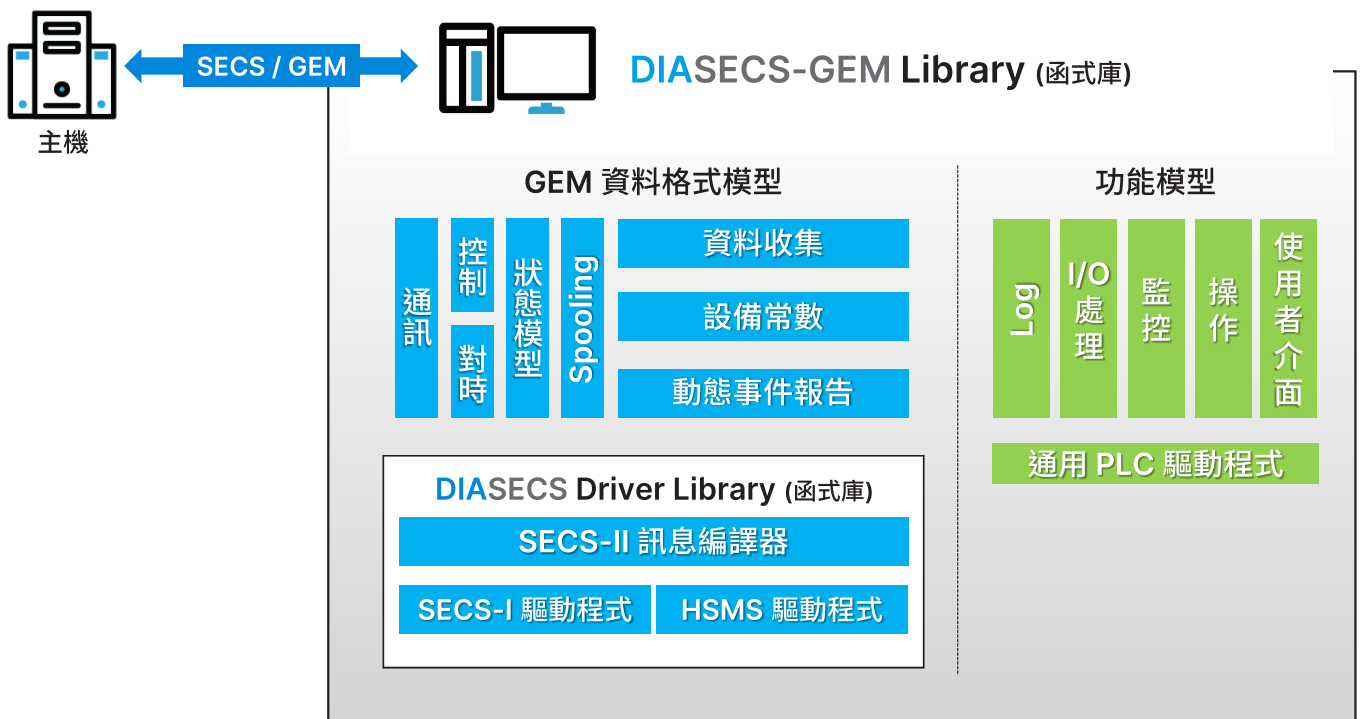 SECS / GEM
主機
DIASECS-GEM Library (函式庫)
GEM 資料格式模型
通訊
控制
對時
狀態模型
Spooling
資料收集
設備常數
動態事件報告
DIASECS Driver Library (函式庫)
SECS-II 訊息編譯器
SECS-I 驅動程式
HSMS 驅動程式
功能模型
Log
I/O
處理
監控
操作
使用者介面
通用 PLC 驅動程式